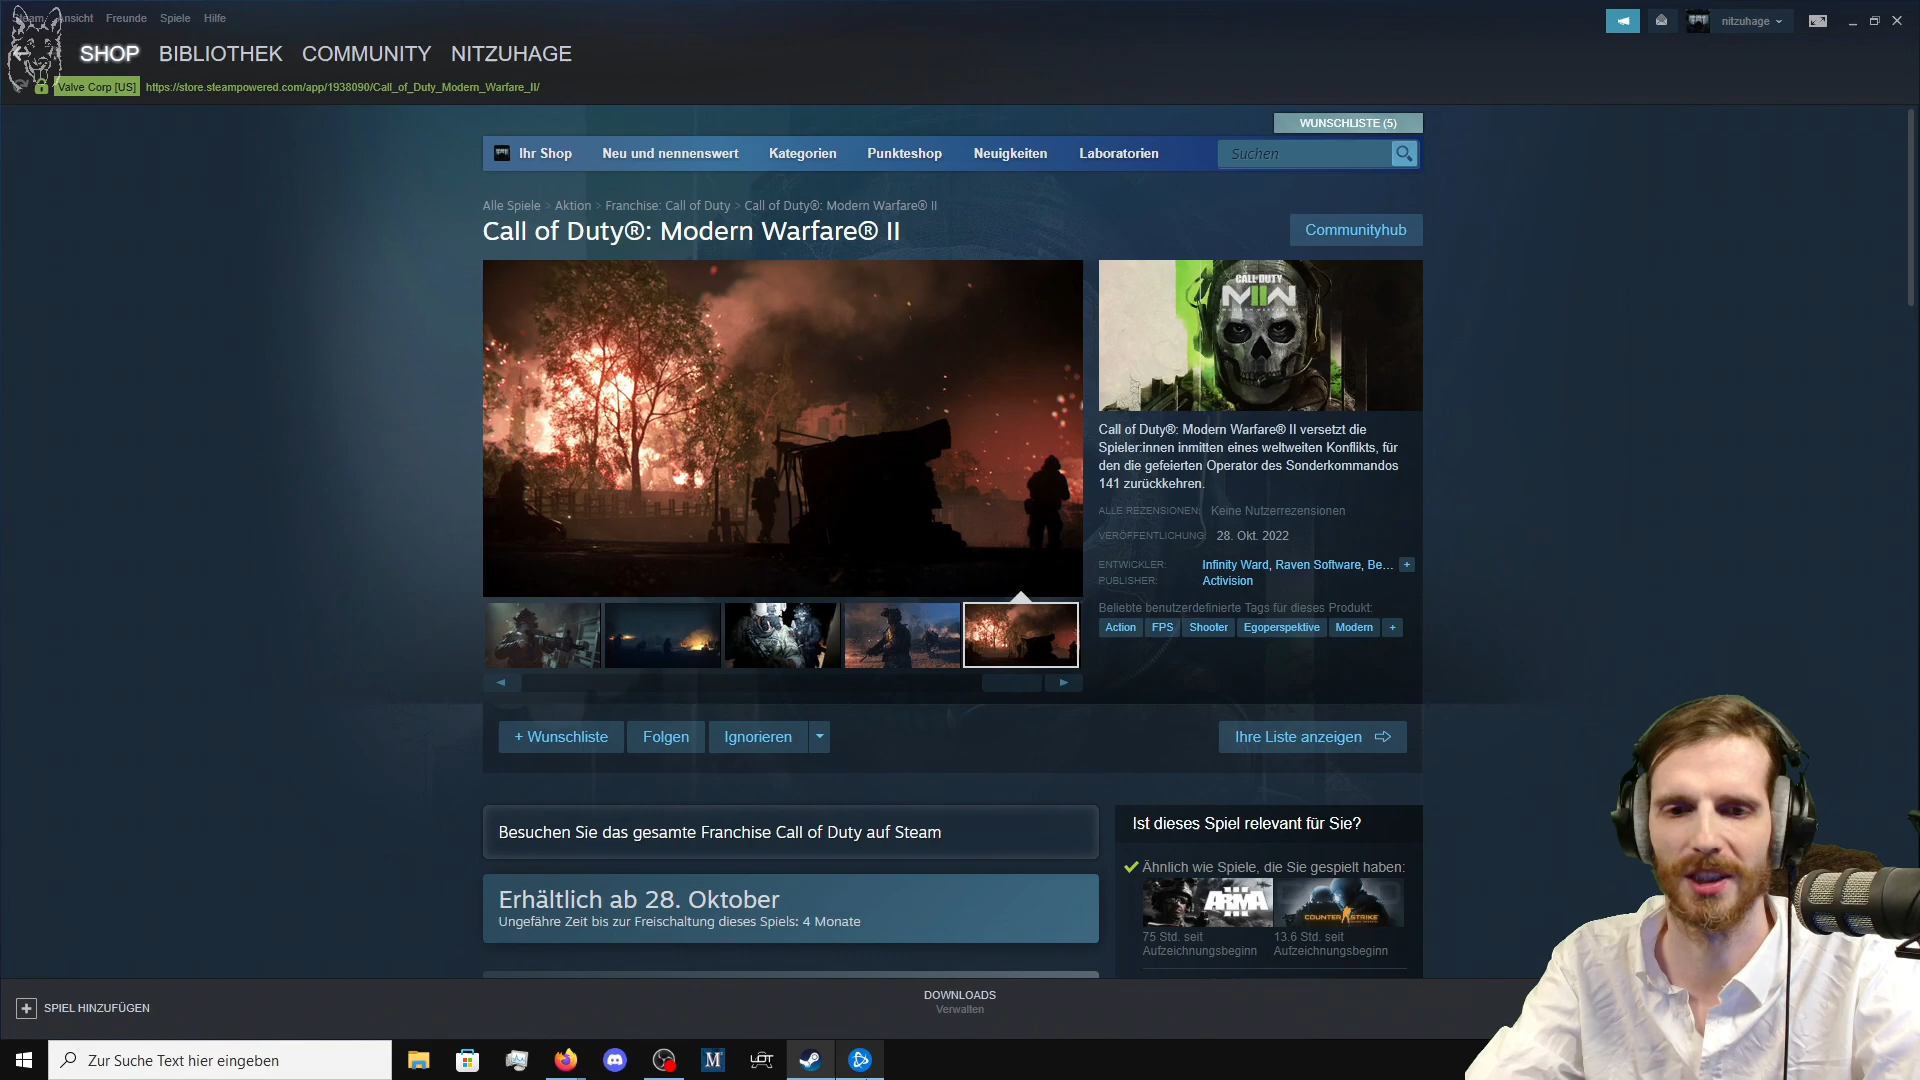 Steam Ansicht Freunde Spiele Hilfe
nitzuhage
SHOP BIBLIOTHEK COMMUNITY NITZUHAGE
Valve Corp [US] https://store.steampowered.com/app/1938090/Call_of_Duty_Modern_Warfare_II/
WUNSCHLISTE (5)
Ihr Shop Neu und nennenswert Kategorien Punkteshop Neuigkeiten Laboratorien Suchen
Alle Spiele > Aktion > Franchise: Call of Duty > Call of Duty®: Modern Warfare® II
Call of Duty®: Modern Warfare® II
Communityhub
CALL OF DUTY
MWII
MODERN WARFARE II
Call of Duty®: Modern Warfare® II versetzt die
Spieler:innen inmitten eines weltweiten Konflikts, für
den die gefeierten Operator des Sonderkommandos
141 zurückkehren.
ALLE REZENSIONEN: Keine Nutzerrezensionen
VERÖFFENTLICHUNG: 28. Okt. 2022
ENTWICKLER: Infinity Ward, Raven Software, Be... +
PUBLISHER: Activision
Beliebte benutzerdefinierte Tags für dieses Produkt:
Action FPS Shooter Egoperspektive Modern +
+ Wunschliste Folgen Ignorieren
Ihre Liste anzeigen
Besuchen Sie das gesamte Franchise Call of Duty auf Steam
Erhältlich ab 28. Oktober
Ungefähre Zeit bis zur Freischaltung dieses Spiels: 4 Monate
Ist dieses Spiel relevant für Sie?
Ähnlich wie Spiele, die Sie gespielt haben:
ARMA III
COUNTER STRIKE
75 Std. seit
Aufzeichnungsbeginn
13.6 Std. seit
Aufzeichnungsbeginn
+ SPIEL HINZUFÜGEN
DOWNLOADS
Verwalten
Zur Suche Text hier eingeben